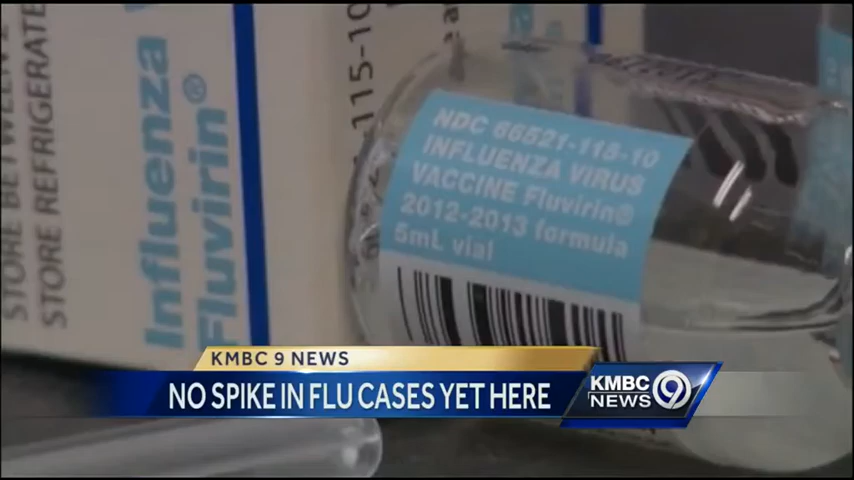 STORE BETWEEN 2
STORE REFRIGERATE
Influenza
Fluvirin®
-115-10
NDC 66521-115-10
INFLUENZA VIRUS
VACCINE Fluvirin®
2012-2013 formula
5mL vial
KMBC 9 NEWS
NO SPIKE IN FLU CASES YET HERE
KMBC
NEWS 9